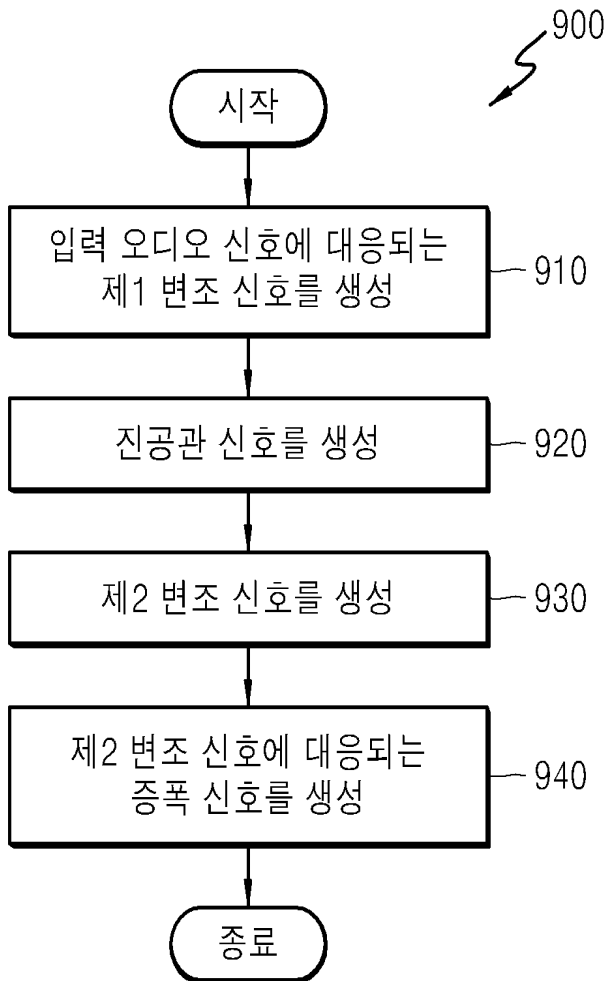 900
시작
입력 오디오 신호에 대응되는
제1 변조 신호를 생성
910
진공관 신호를 생성
920
제2 변조 신호를 생성
930
제2 변조 신호에 대응되는
증폭 신호를 생성
940
종료